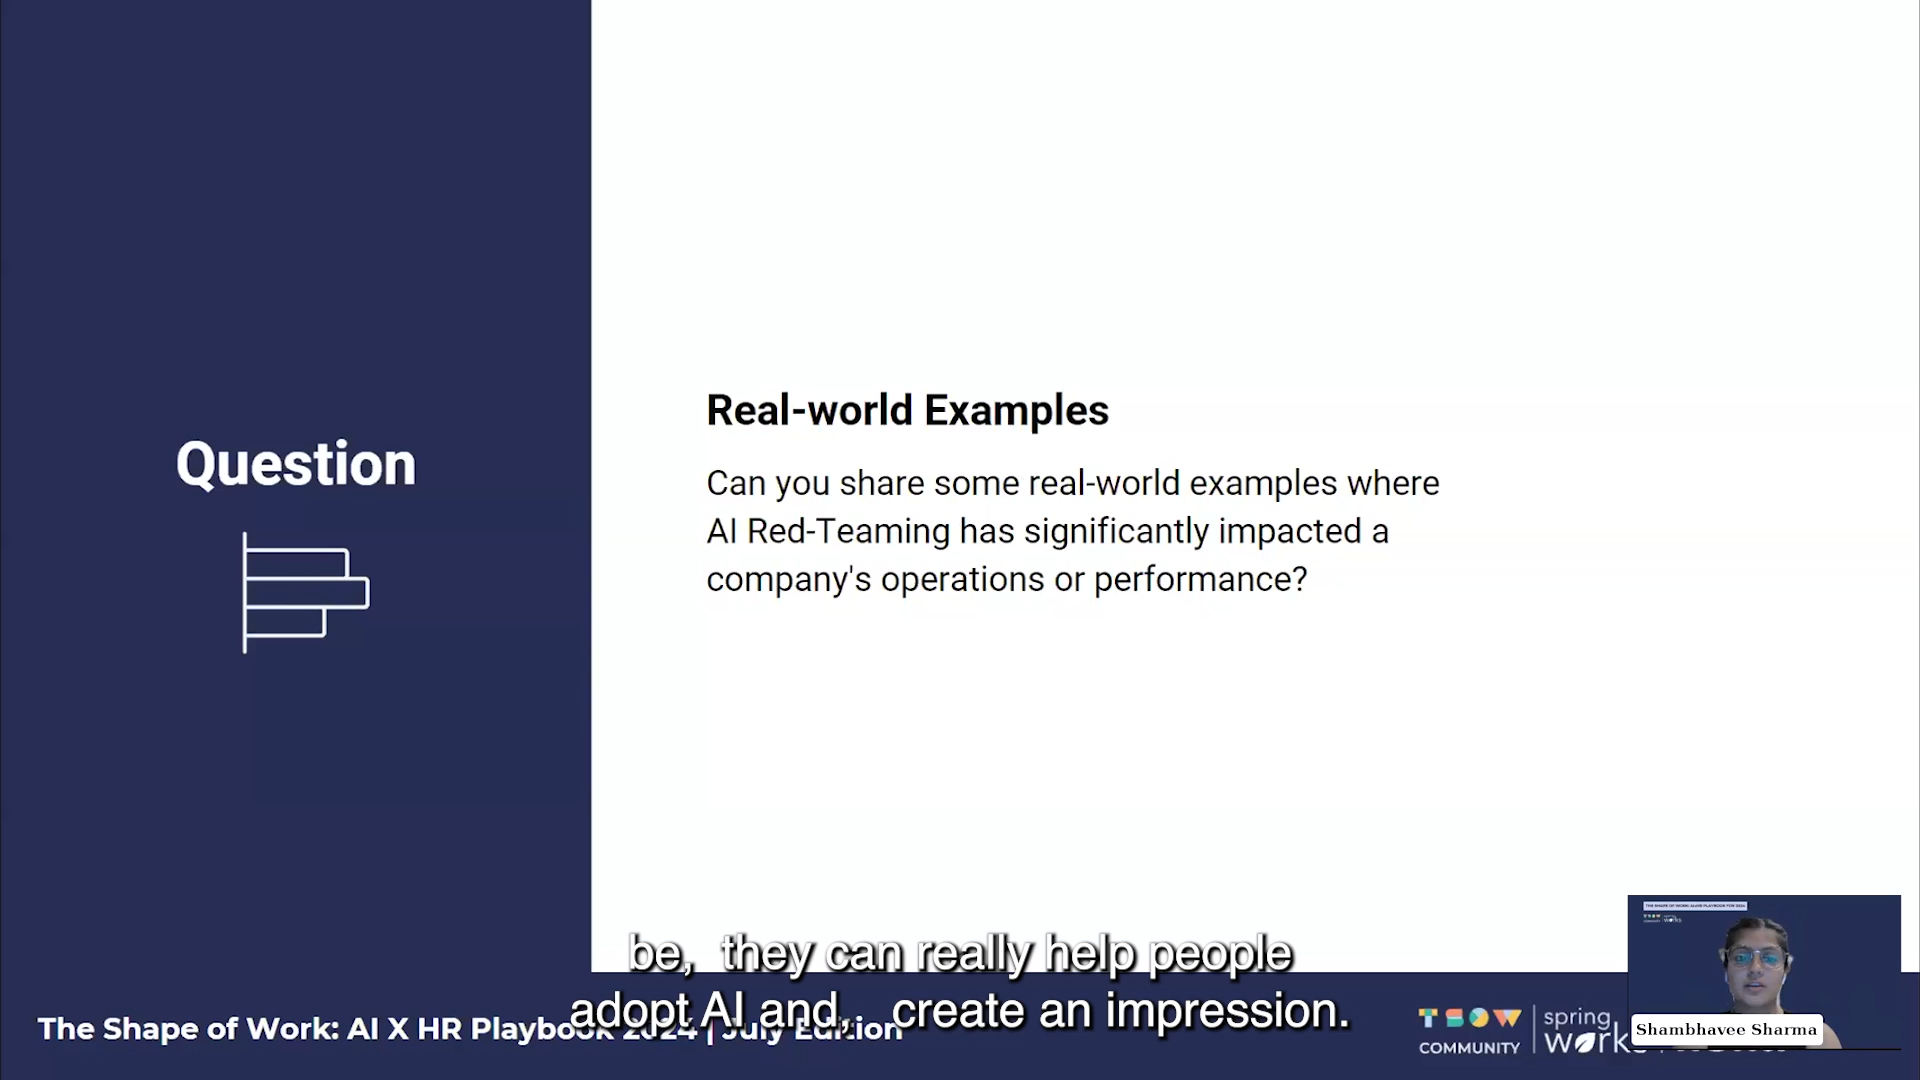 Question
Real-world Examples
Can you share some real-world examples where
AI Red-Teaming has significantly impacted a
company's operations or performance?
be, they can really help people
adopt AI and, create an impression.
The Shape of Work: AI X HR Playbook 2024 | July Edition
TSOW
COMMUNITY
spring
works
Shambhavee Sharma